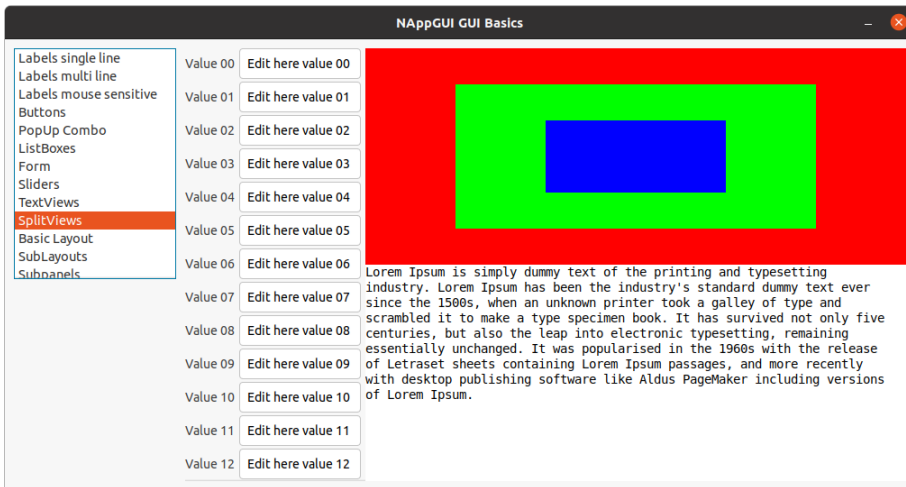 NAppGUI GUI Basics
Labels single line
Labels multi line
Labels mouse sensitive
Buttons
PopUp Combo
ListBoxes
Form
Sliders
TextViews
SplitViews
Basic Layout
SubLayouts
Subpanels
Value 00 Edit here value 00
Value 01 Edit here value 01
Value 02 Edit here value 02
Value 03 Edit here value 03
Value 04 Edit here value 04
Value 05 Edit here value 05
Value 06 Edit here value 06
Value 07 Edit here value 07
Value 08 Edit here value 08
Value 09 Edit here value 09
Value 10 Edit here value 10
Value 11 Edit here value 11
Value 12 Edit here value 12
Lorem Ipsum is simply dummy text of the printing and typesetting
industry. Lorem Ipsum has been the industry's standard dummy text ever
since the 1500s, when an unknown printer took a galley of type and
scrambled it to make a type specimen book. It has survived not only five
centuries, but also the leap into electronic typesetting, remaining
essentially unchanged. It was popularised in the 1960s with the release
of Letraset sheets containing Lorem Ipsum passages, and more recently
with desktop publishing software like Aldus PageMaker including versions
of Lorem Ipsum.